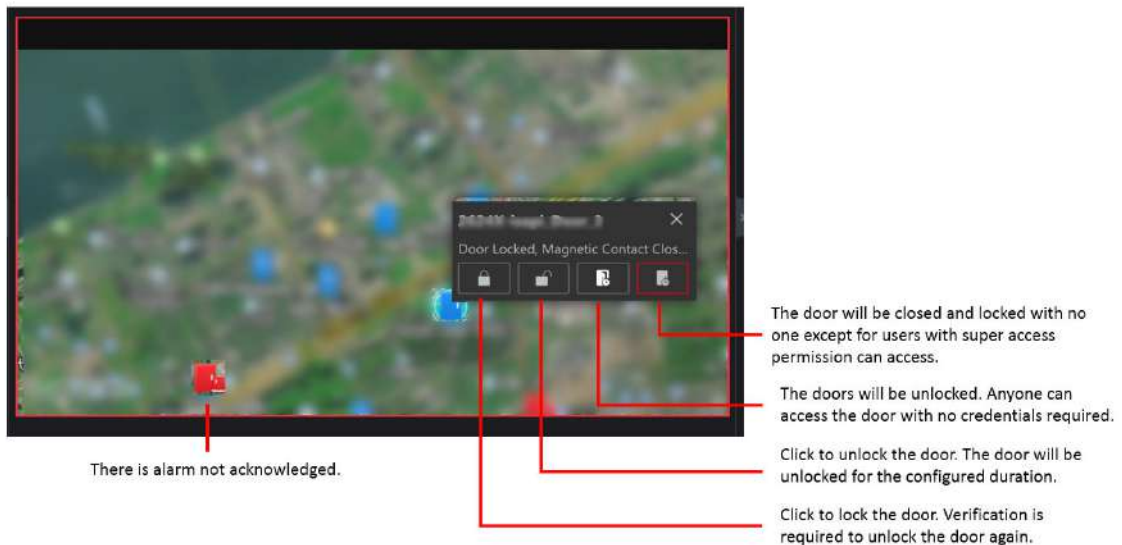 Door Locked, Magnetic Contact Clos...
The door will be closed and locked with no
one except for users with super access
permission can access.
The doors will be unlocked. Anyone can
access the door with no credentials required.
Click to unlock the door. The door will be
unlocked for the configured duration.
Click to lock the door. Verification is
required to unlock the door again.
There is alarm not acknowledged.